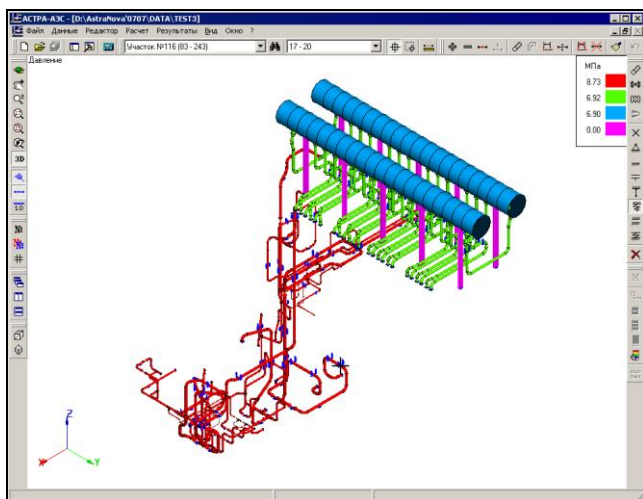 АСТРА-АЭС - [D:\AstraNova'0707\DATA\TEST3]
Файл Данные Редактор Расчет Результаты Вид Окно ?
Участок №116 (83 - 243)
17 - 20
Давление
МПа
8.73
6.92
6.90
0.00
3D
Z
X
Y